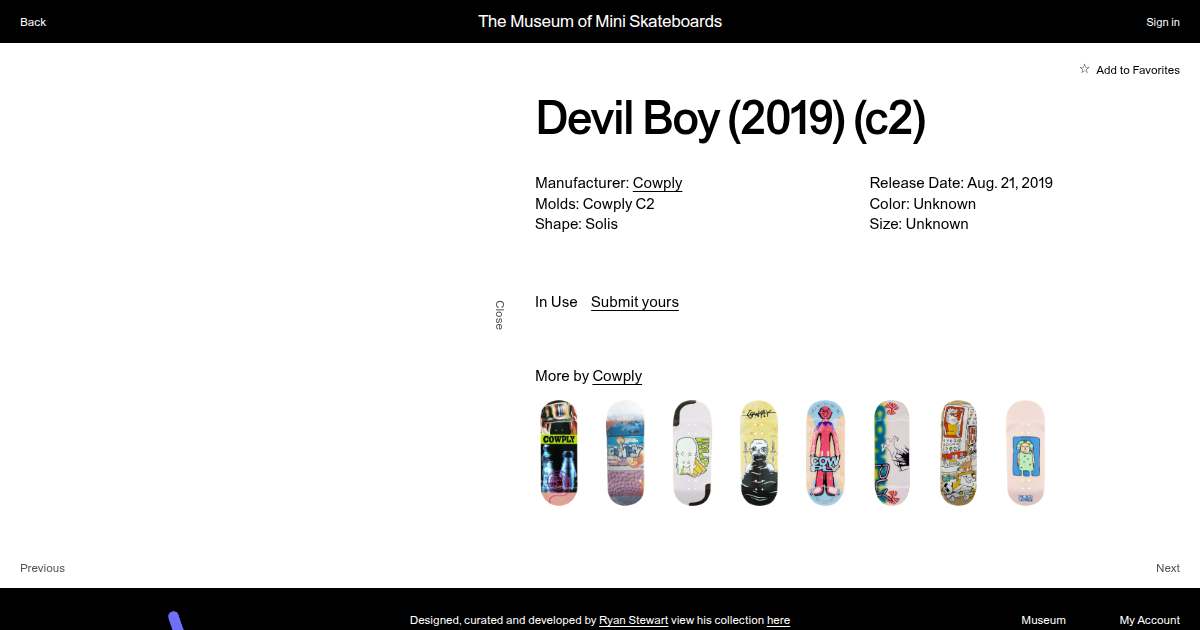 Back
The Museum of Mini Skateboards
Sign in
☆ Add to Favorites
Devil Boy (2019) (c2)
Manufacturer: Cowply
Molds: Cowply C2
Shape: Solis
Release Date: Aug. 21, 2019
Color: Unknown
Size: Unknown
Close
In Use Submit yours
More by Cowply
COWPLY
Previous
Next
Designed, curated and developed by Ryan Stewart view his collection here
Museum
My Account